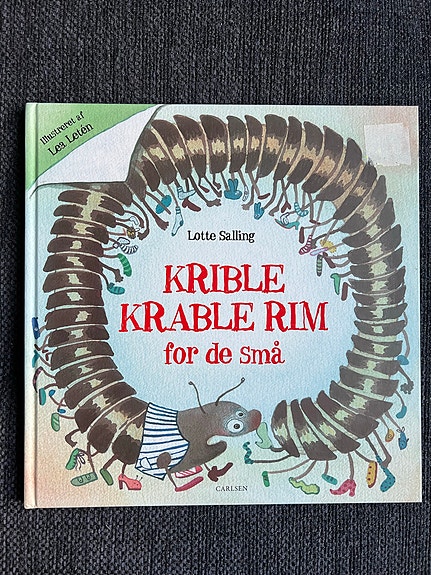 Illustreret af
Lea Letén
Lotte Salling
KRIBLE
KRABLE RIM
for de små
CARLSEN